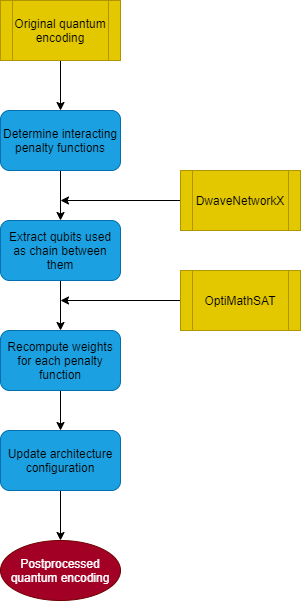 Original quantum
encoding
Determine interacting
penalty functions
DwaveNetworkX
Extract qubits used
as chain between
them
OptiMathSAT
Recompute weights
for each penalty
function
Update architecture
configuration
Postprocessed
quantum encoding